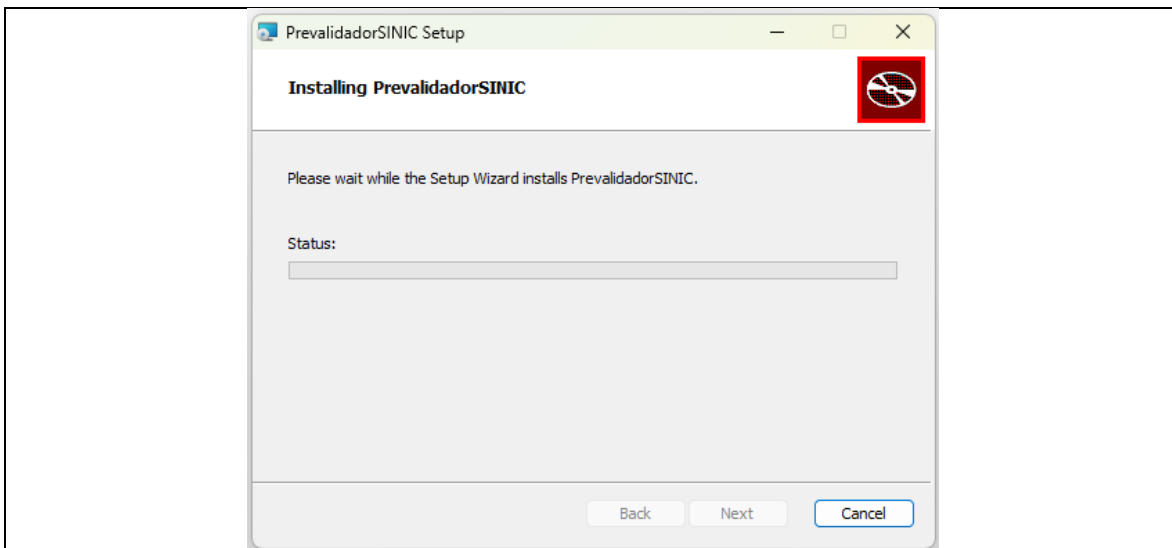 PrevalidadorSINIC Setup
Installing PrevalidadorSINIC
Please wait while the Setup Wizard installs PrevalidadorSINIC.
Status:
Back Next Cancel